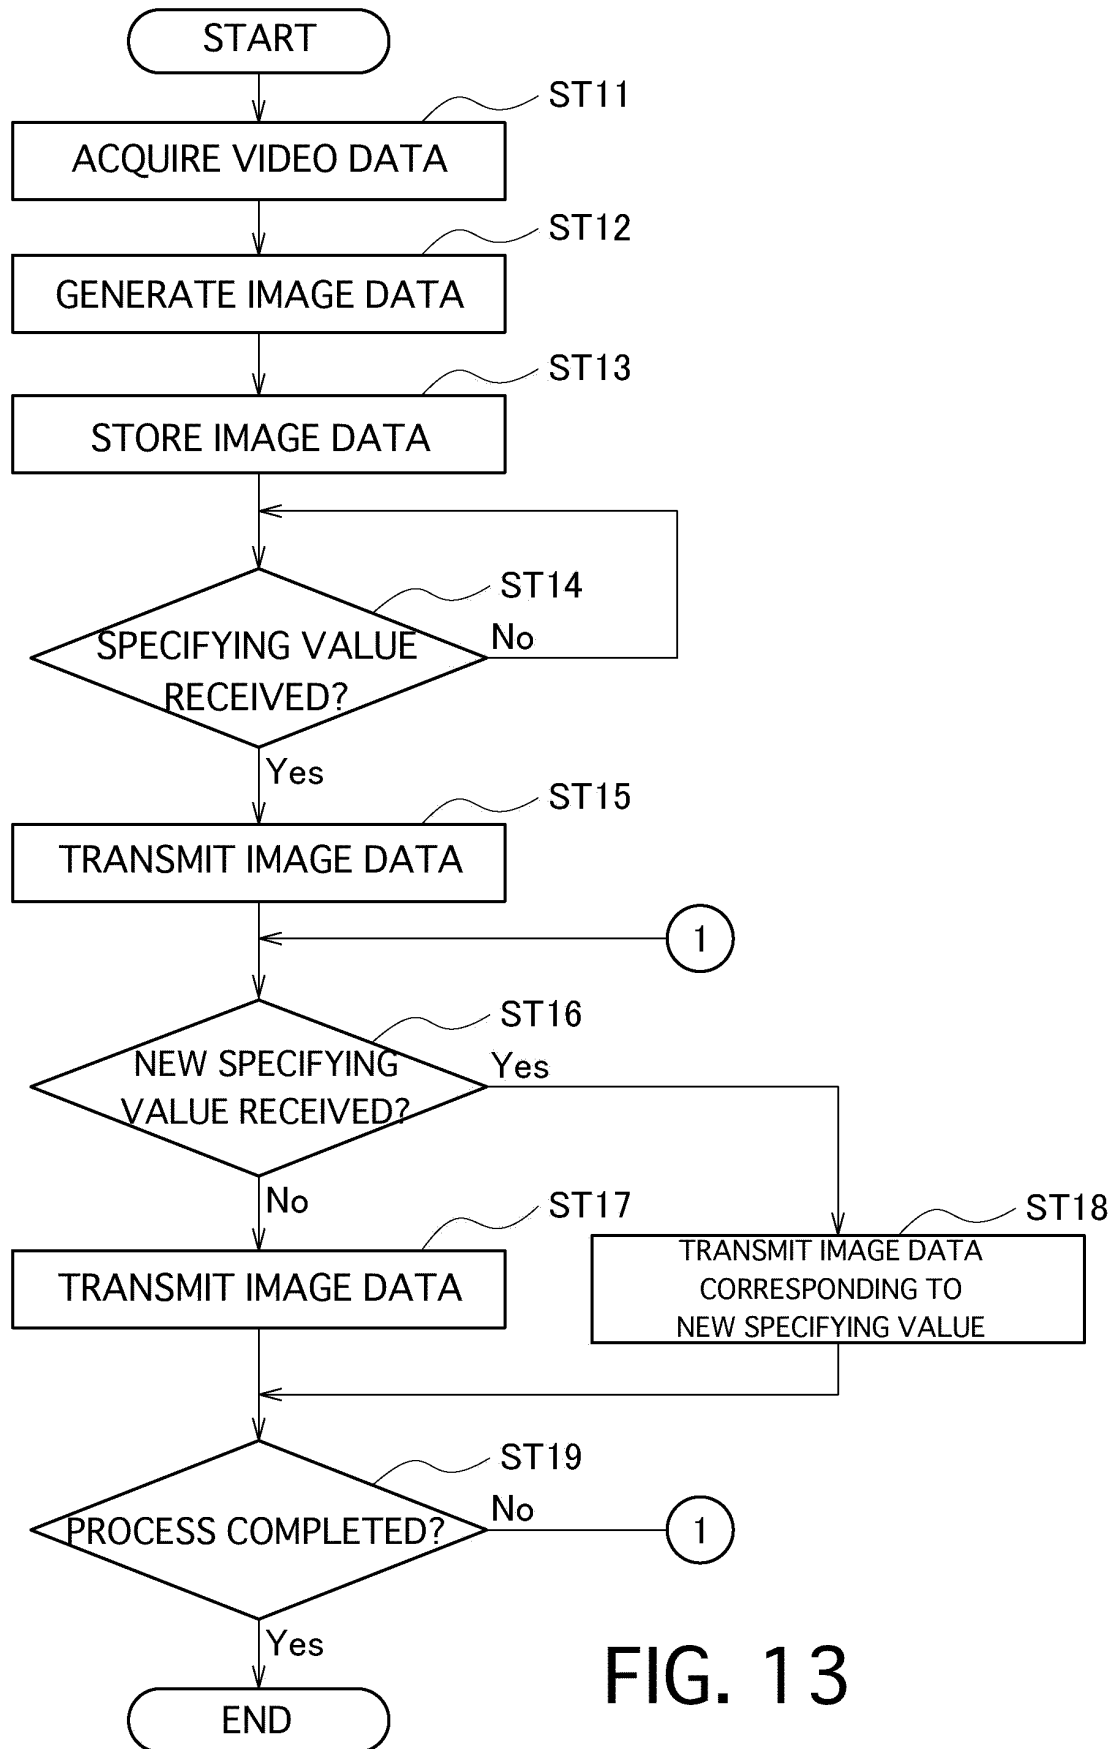 START
ST11
ACQUIRE VIDEO DATA
ST12
GENERATE IMAGE DATA
ST13
STORE IMAGE DATA
ST14
SPECIFYING VALUE
RECEIVED?
No
Yes
ST15
TRANSMIT IMAGE DATA
1
ST16
NEW SPECIFYING
VALUE RECEIVED?
Yes
No
ST17
TRANSMIT IMAGE DATA
ST18
TRANSMIT IMAGE DATA
CORRESPONDING TO
NEW SPECIFYING VALUE
ST19
PROCESS COMPLETED?
No
1
Yes
END
FIG. 13